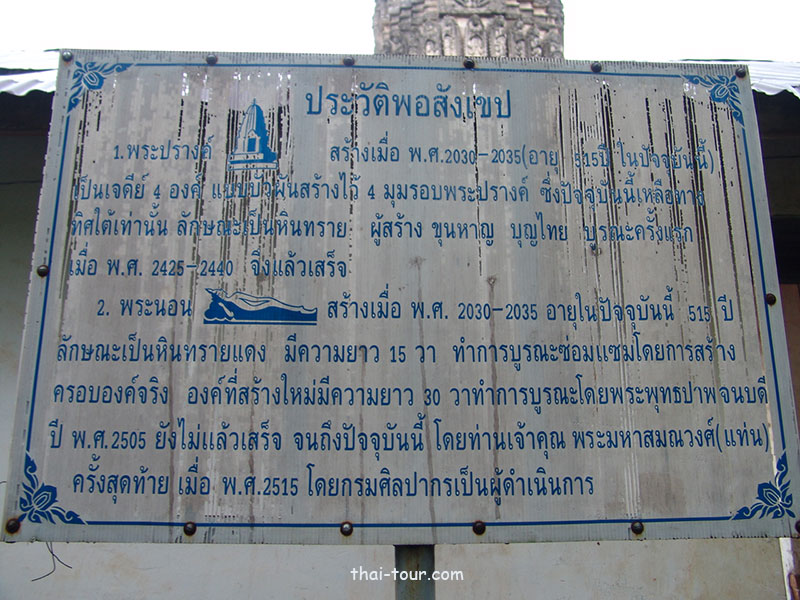 ประวัติพอสังเขป
1.พระปรางค์ สร้างเมื่อ พ.ศ.2030-2035(อายุ 515ปี ในปัจจุบันนี้)
เป็นเจดีย์ 4 องค์ แบบบัวผันสร้างไว้ 4 มุมรอบพระปรางค์ ซึ่งปัจจุบันนี้เหลือทาง
ทิศใต้เท่านั้น ลักษณะเป็นหินทราย ผู้สร้าง ขุนหาญ บุญไทย บูรณะครั้งแรก
เมื่อ พ.ศ. 2425-2440 จึงแล้วเสร็จ
2. พระนอน สร้างเมื่อ พ.ศ. 2030-2035 อายุในปัจจุบันนี้ 515 ปี
ลักษณะเป็นหินทรายแดง มีความยาว 15 วา ทำการบูรณะซ่อมแซมโดยการสร้าง
ครอบองค์จริง องค์ที่สร้างใหม่มีความยาว 30 วาทำการบูรณะโดยพระพุทธปาพจนบดี
ปี พ.ศ.2505 ยังไม่แล้วเสร็จ จนถึงปัจจุบันนี้ โดยท่านเจ้าคุณ พระมหาสมณวงศ์(แท่น)
ครั้งสุดท้าย เมื่อ พ.ศ.2515 โดยกรมศิลปากรเป็นผู้ดำเนินการ
thai-tour.com